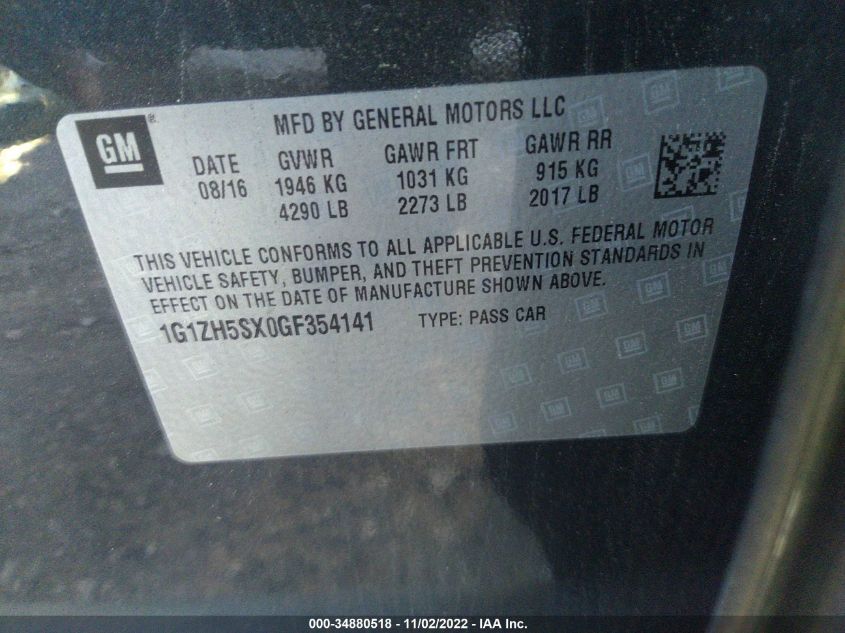 GM®
MFD BY GENERAL MOTORS LLC
DATE GVWR GAWR FRT GAWR RR
08/16 1946 KG 1031 KG 915 KG
4290 LB 2273 LB 2017 LB
THIS VEHICLE CONFORMS TO ALL APPLICABLE U.S. FEDERAL MOTOR
VEHICLE SAFETY, BUMPER, AND THEFT PREVENTION STANDARDS IN
EFFECT ON THE DATE OF MANUFACTURE SHOWN ABOVE.
1G1ZH5SX0GF354141 TYPE: PASS CAR
000-34880518 - 11/02/2022 - IAA Inc.